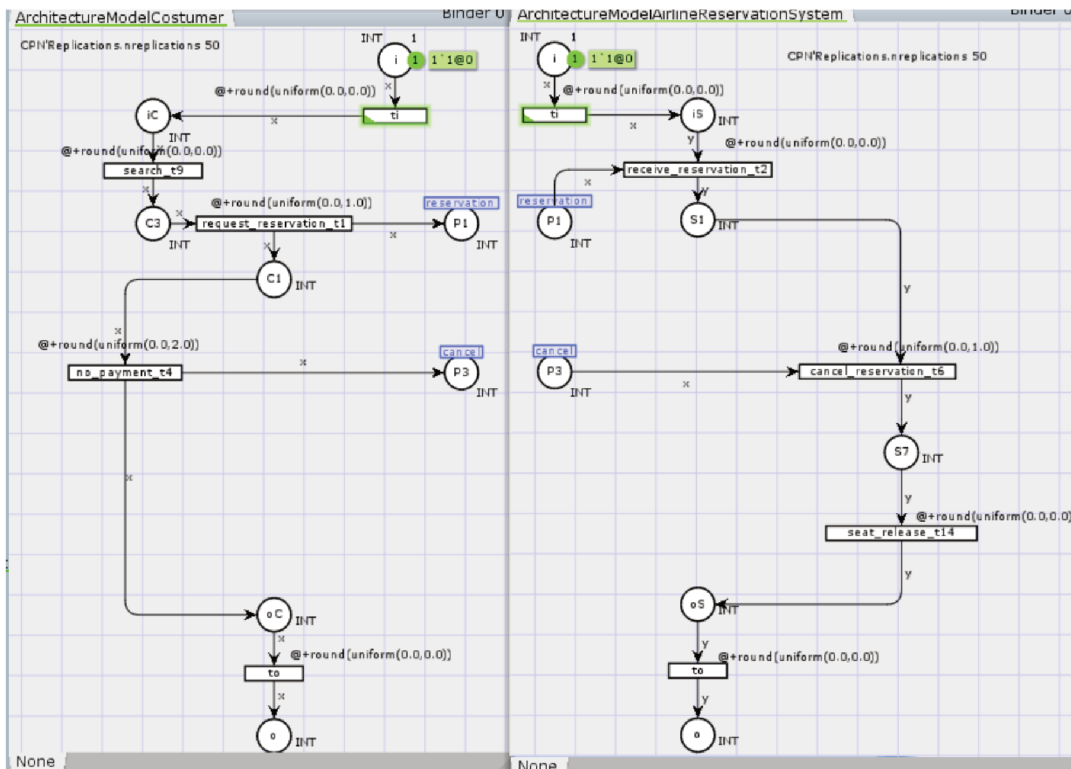 ArchitectureModelCostumer
Binder 0
CPN'Replications.nreplications 50
INT
1
i
1
1`1@0
x
@+round(uniform(0.0,0.0))
ti
x
iC
INT
x
@+round(uniform(0.0,0.0))
search_t9
x
@+round(uniform(0.0,1.0))
C3
INT
x
request_reservation_t1
x
x
reservation
P1
INT
C1
INT
x
@+round(uniform(0.0,2.0))
no_payment_t4
x
cancel
P3
INT
x
oC
INT
x
@+round(uniform(0.0,0.0))
to
x
o
INT
None
ArchitectureModelAirlineReservationSystem
Binder 0
INT
1
i
1
1`1@0
CPN'Replications.nreplications 50
x
@+round(uniform(0.0,0.0))
ti
x
iS
INT
y
@+round(uniform(0.0,0.0))
receive_reservation_t2
x
y
reservation
P1
INT
S1
INT
y
@+round(uniform(0.0,1.0))
cancel
P3
INT
x
cancel_reservation_t6
y
S7
INT
y
@+round(uniform(0.0,0.0)
seat_release_t14
y
oS
INT
y
@+round(uniform(0.0,0.0))
to
y
o
INT
None